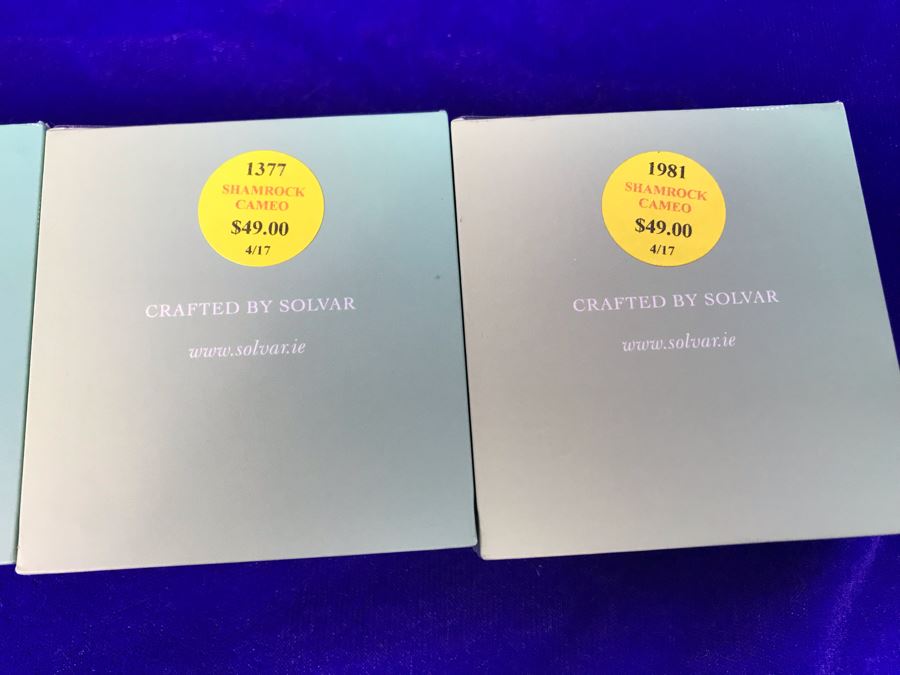 1377
SHAMROCK
CAMEO
$49.00
4/17
CRAFTED BY SOLVAR
www.solvar.ie
1981
SHAMROCK
CAMEO
$49.00
4/17
CRAFTED BY SOLVAR
www.solvar.ie